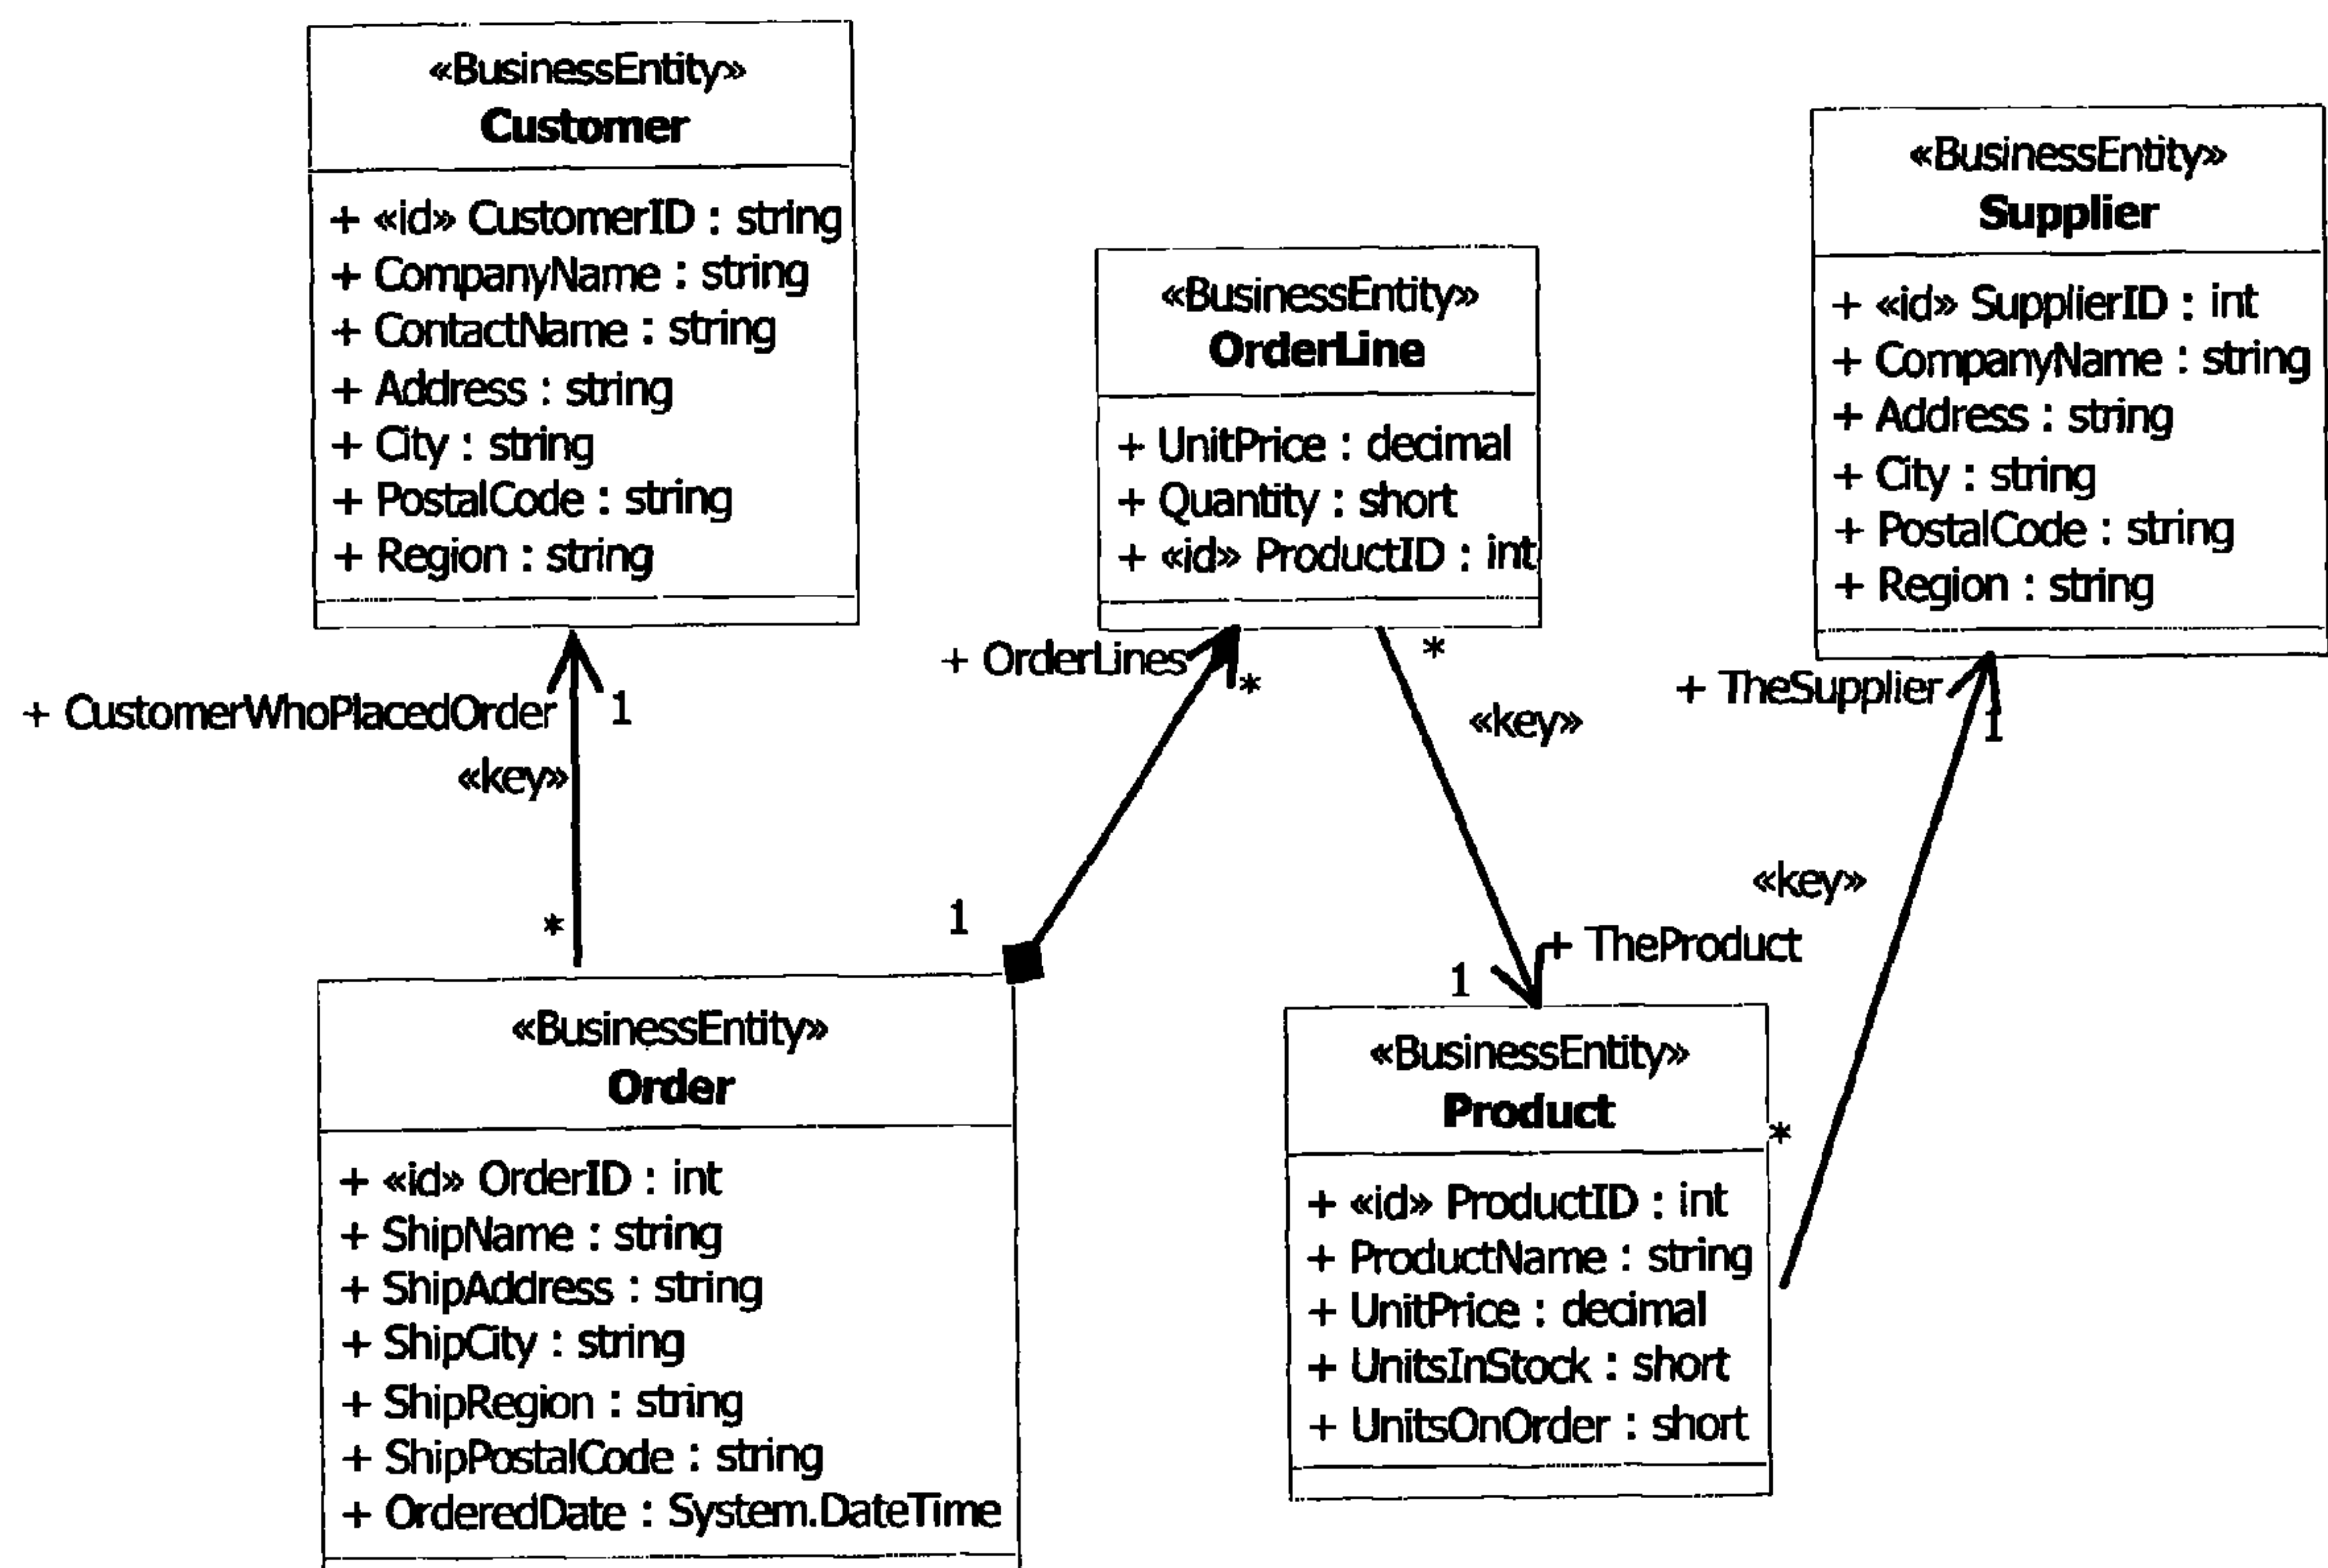 «BusinessEntity»
Customer
+ «id» CustomerID : string
+ CompanyName : string
+ ContactName : string
+ Address : string
+ City : string
+ PostalCode : string
+ Region : string
«BusinessEntity»
OrderLine
+ UnitPrice : decimal
+ Quantity : short
+ «id» ProductID : int
«BusinessEntity»
Supplier
+ «id» SupplierID : int
+ CompanyName : string
+ Address : string
+ City : string
+ PostalCode : string
+ Region : string
+ CustomerWhoPlacedOrder
1
«key»
*
+ OrderLines
*
1
*
«key»
+ TheProduct
1
+ TheSupplier
1
«key»
*
«BusinessEntity»
Order
+ «id» OrderID : int
+ ShipName : string
+ ShipAddress : string
+ ShipCity : string
+ ShipRegion : string
+ ShipPostalCode : string
+ OrderedDate : System.DateTime
«BusinessEntity»
Product
+ «id» ProductID : int
+ ProductName : string
+ UnitPrice : decimal
+ UnitsInStock : short
+ UnitsOnOrder : short